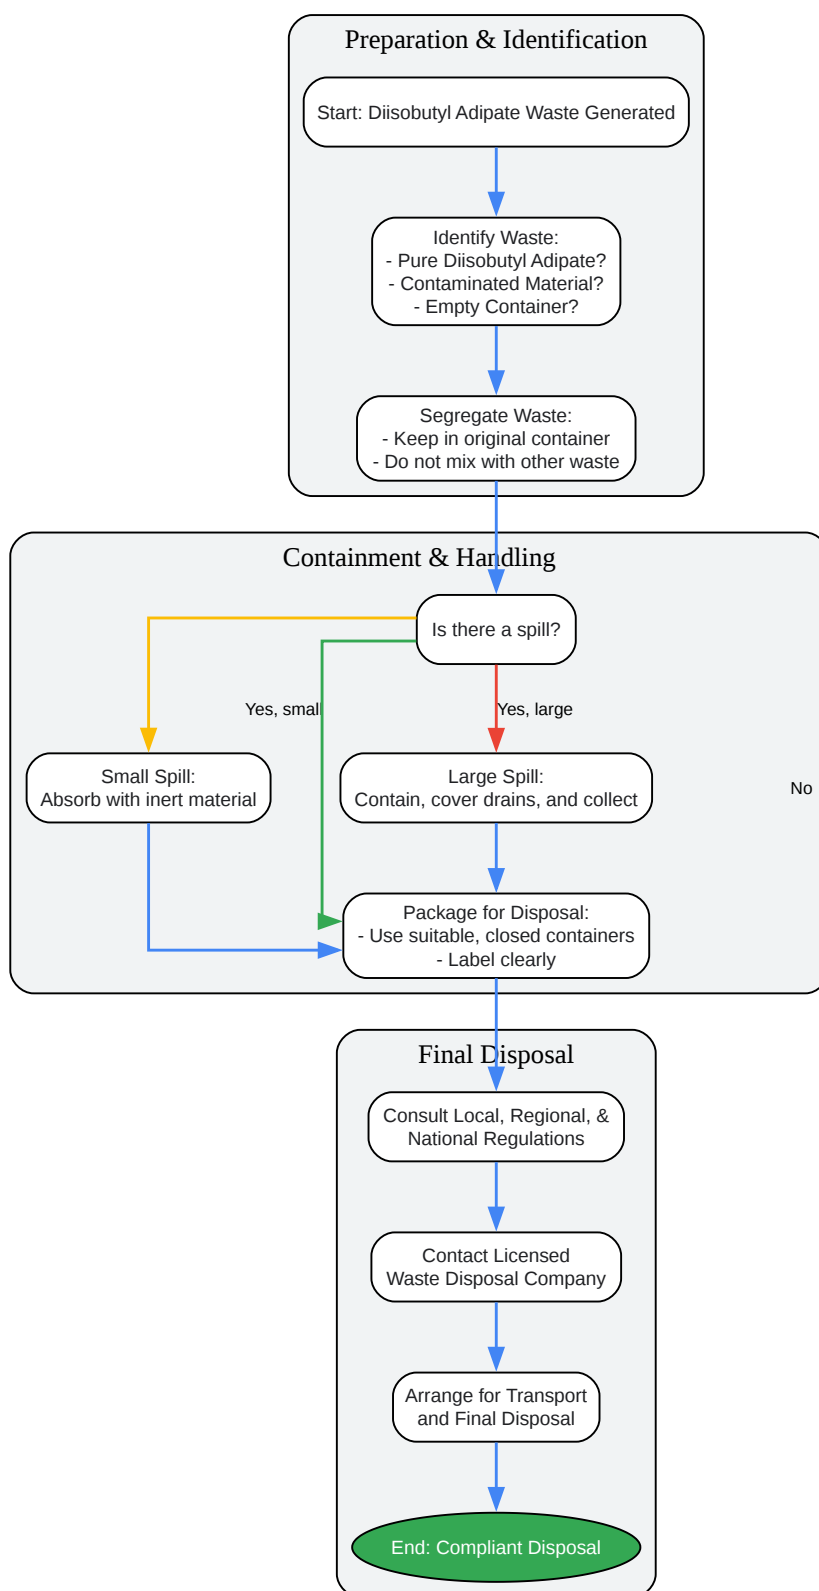 Preparation & Identification
Start: Diisobutyl Adipate Waste Generated
Identify Waste:
- Pure Diisobutyl Adipate?
- Contaminated Material?
- Empty Container?
Segregate Waste:
- Keep in original container
- Do not mix with other waste
Containment & Handling
Is there a spill?
Yes, small
Yes, large
Small Spill:
Absorb with inert material
Large Spill:
Contain, cover drains, and collect
No
Package for Disposal:
- Use suitable, closed containers
- Label clearly
Final Disposal
Consult Local, Regional, &
National Regulations
Contact Licensed
Waste Disposal Company
Arrange for Transport
and Final Disposal
End: Compliant Disposal